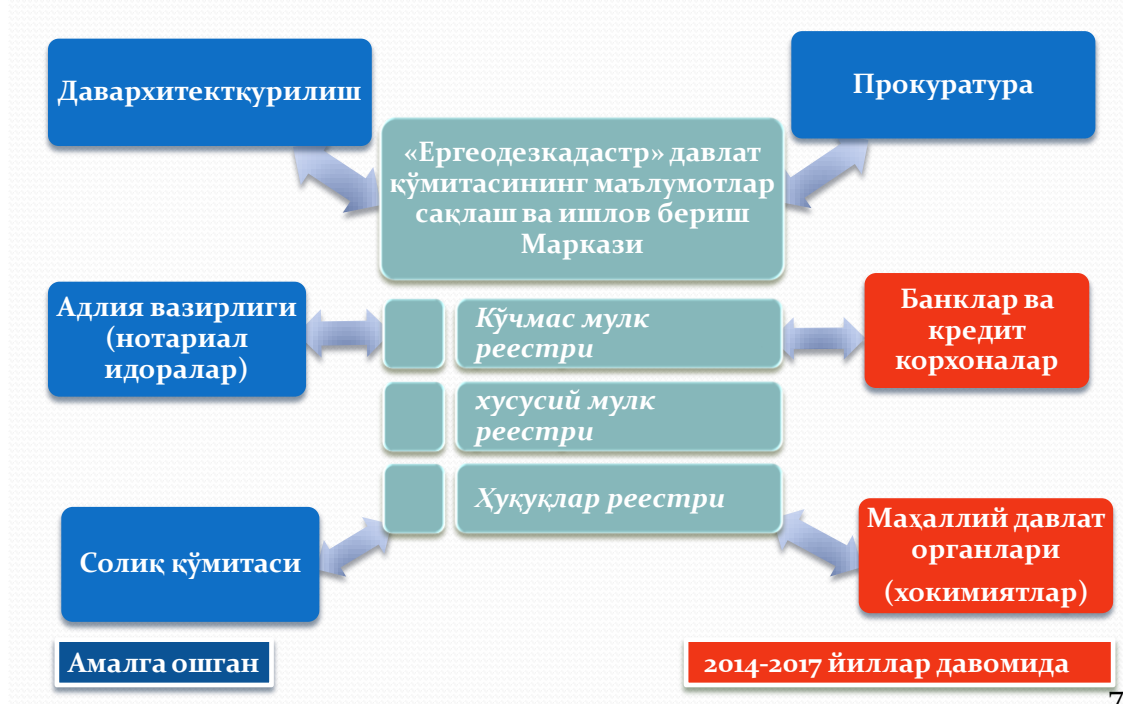 Давархитектқурилиш
Прокуратура
«Ергеодезкадастр» давлат
қўмитасининг маълумотлар
сақлаш ва ишлов бериш
Маркази
Адлия вазирлиги
(нотариал
идоралар)
Кўчмас мулк
реестри
Банклар ва
кредит
корхоналар
хусусий мулк
реестри
Ҳуқуқлар реестри
Солиқ қўмитаси
Маҳаллий давлат
органлари
(хокимиятлар)
Амалга ошган
2014-2017 йиллар давомида
7